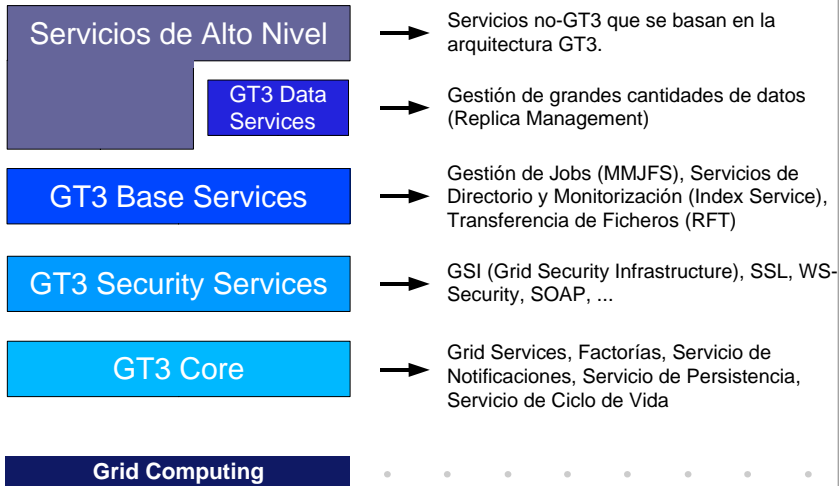 Servicios de Alto Nivel
Servicios no-GT3 que se basan en la
arquitectura GT3.
GT3 Data
Services
Gestión de grandes cantidades de datos
(Replica Management)
GT3 Base Services
Gestión de Jobs (MMJFS), Servicios de
Directorio y Monitorización (Index Service),
Transferencia de Ficheros (RFT)
GT3 Security Services
GSI (Grid Security Infrastructure), SSL, WS-
Security, SOAP, ...
GT3 Core
Grid Services, Factorías, Servicio de
Notificaciones, Servicio de Persistencia,
Servicio de Ciclo de Vida
Grid Computing